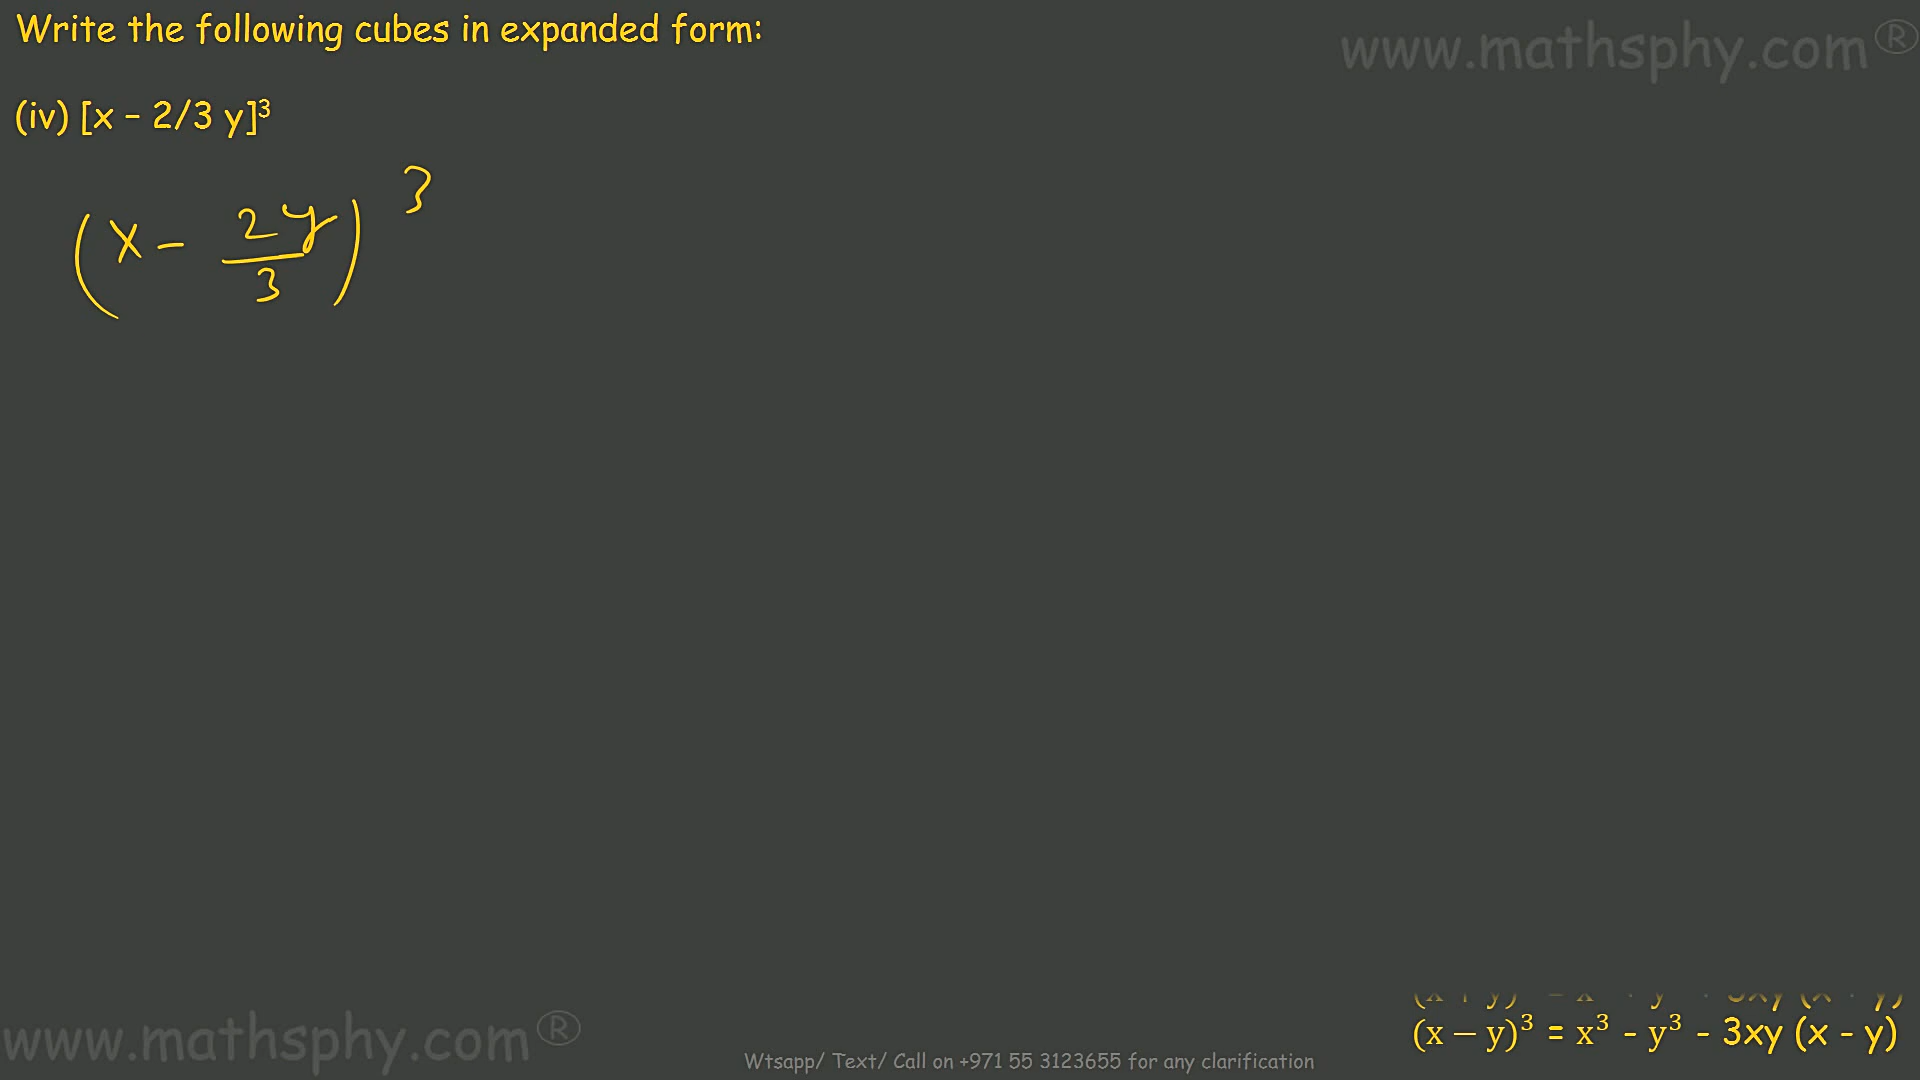 Write the following cubes in expanded form:
www.mathsphy.com®
(iv) [x – 2/3 y]³
(x - 2y/3)³
(x − y)³ = x³ - y³ - 3xy (x - y)
www.mathsphy.com®
Wtsapp/ Text/ Call on +971 55 3123655 for any clarification